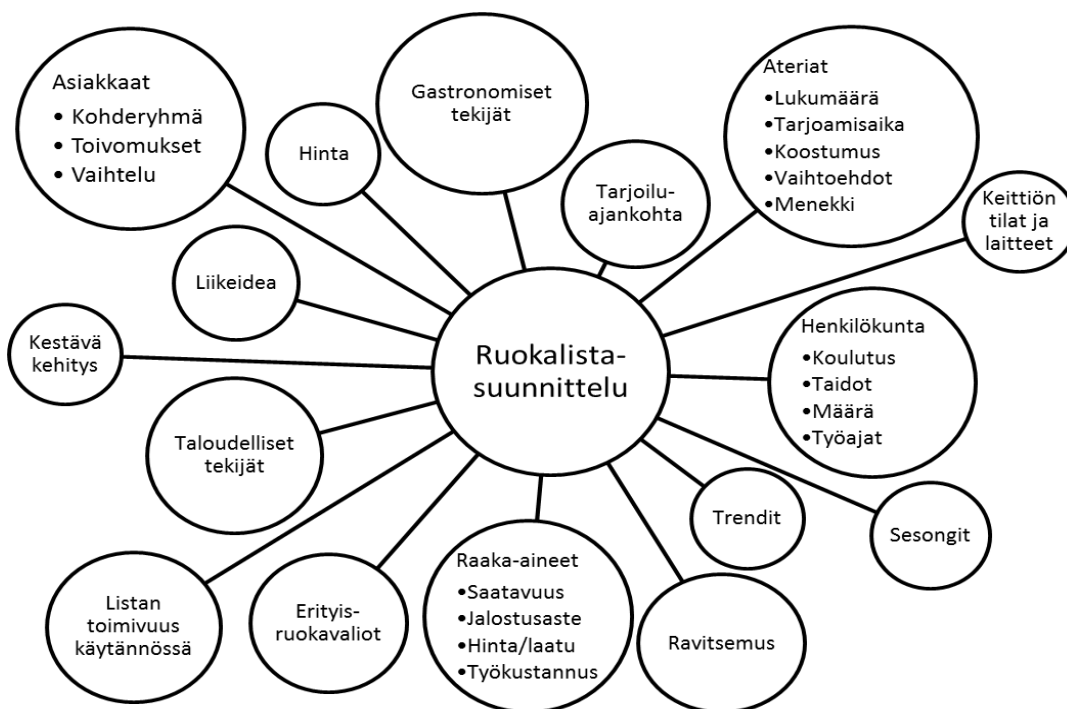 Asiakkaat
• Kohderyhmä
• Toivomukset
• Vaihtelu
Hinta
Gastronomiset
tekijät
Tarjoilu-
ajankohta
Ateriat
•Lukumäärä
•Tarjoamisaika
•Koostumus
•Vaihtoehdot
•Menekki
Keittiön
tilat ja
laitteet
Liikeidea
Kestävä
kehitys
Ruokalista-
suunnittelu
Henkilökunta
•Koulutus
•Taidot
•Määrä
•Työajat
Taloudelliset
tekijät
Trendit
Sesongit
Listan
toimivuus
käytännössä
Erityis-
ruokavaliot
Raaka-aineet
•Saatavuus
•Jalostusaste
•Hinta/laatu
•Työkustannus
Ravitsemus